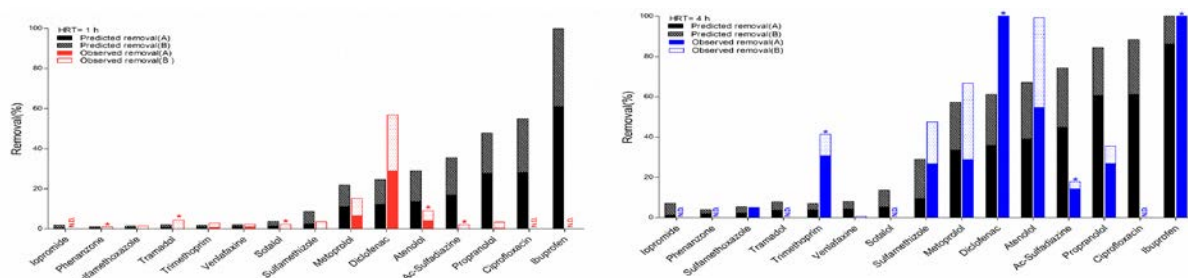 HRT= 1 h
Predicted removal(A)
Predicted removal(B)
Observed removal(A)
Observed removal(B )
Removal(%)
100
80
60
40
20
0
Iopromide
Phenanzone
ulfamethoxazole
Tramadol
Trimethoprim
Venlafaxine
Sotalol
Sulfamethizole
Metoprolol
Diclofenac
Atenolol
Ac-Sulfadiazine
Propranolol
Ciprofloxacin
Ibuprofen
HRT= 4 h
Predicted removal(A)
Predicted removal(B)
Observed removal(A)
Observed removal(B)
Removal(%)
100
80
60
40
20
0
Iopromide
Phenanzone
Sulfamethoxazole
Tramadol
Trimethoprim
Venlafaxine
Sotalol
Sulfamethizole
Metoprolol
Diclofenac
Atenolol
Ac-Sulfadiazine
Propranolol
Ciprofloxacin
Ibuprofen